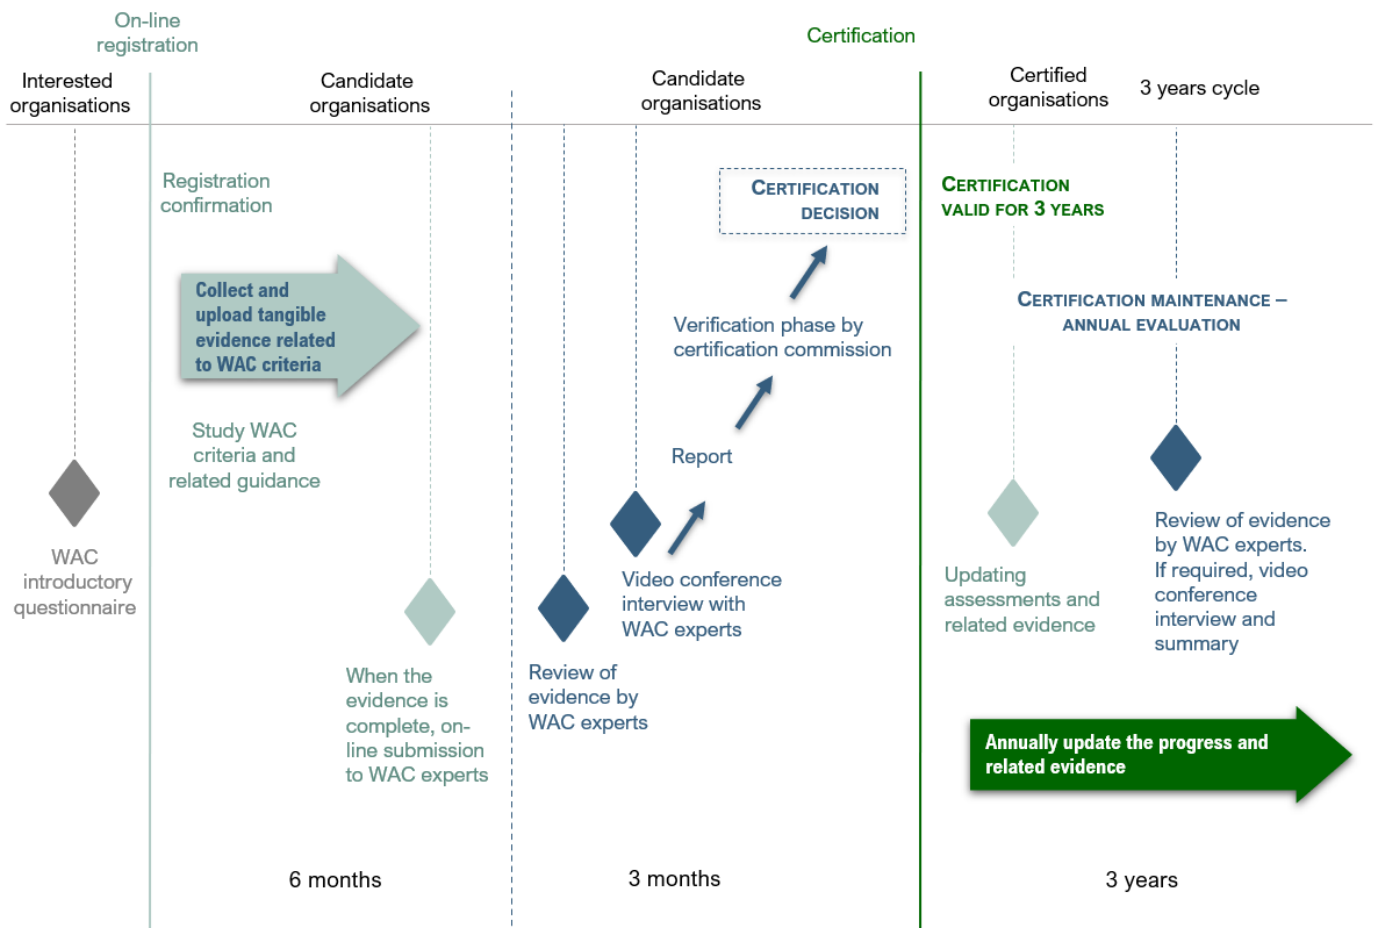 On-line
registration
Certification
Interested
organisations
Candidate
organisations
Candidate
organisations
Certified
organisations
3 years cycle
Registration
confirmation
Collect and
upload tangible
evidence related
to WAC criteria
Study WAC
criteria and
related guidance
WAC
introductory
questionnaire
When the
evidence is
complete, on-
line submission
to WAC experts
Review of
evidence by
WAC experts
Video conference
interview with
WAC experts
Report
Verification phase by
certification commission
CERTIFICATION
DECISION
CERTIFICATION
VALID FOR 3 YEARS
CERTIFICATION MAINTENANCE –
ANNUAL EVALUATION
Updating
assessments and
related evidence
Review of evidence
by WAC experts.
If required, video
conference
interview and
summary
Annually update the progress and
related evidence
6 months
3 months
3 years